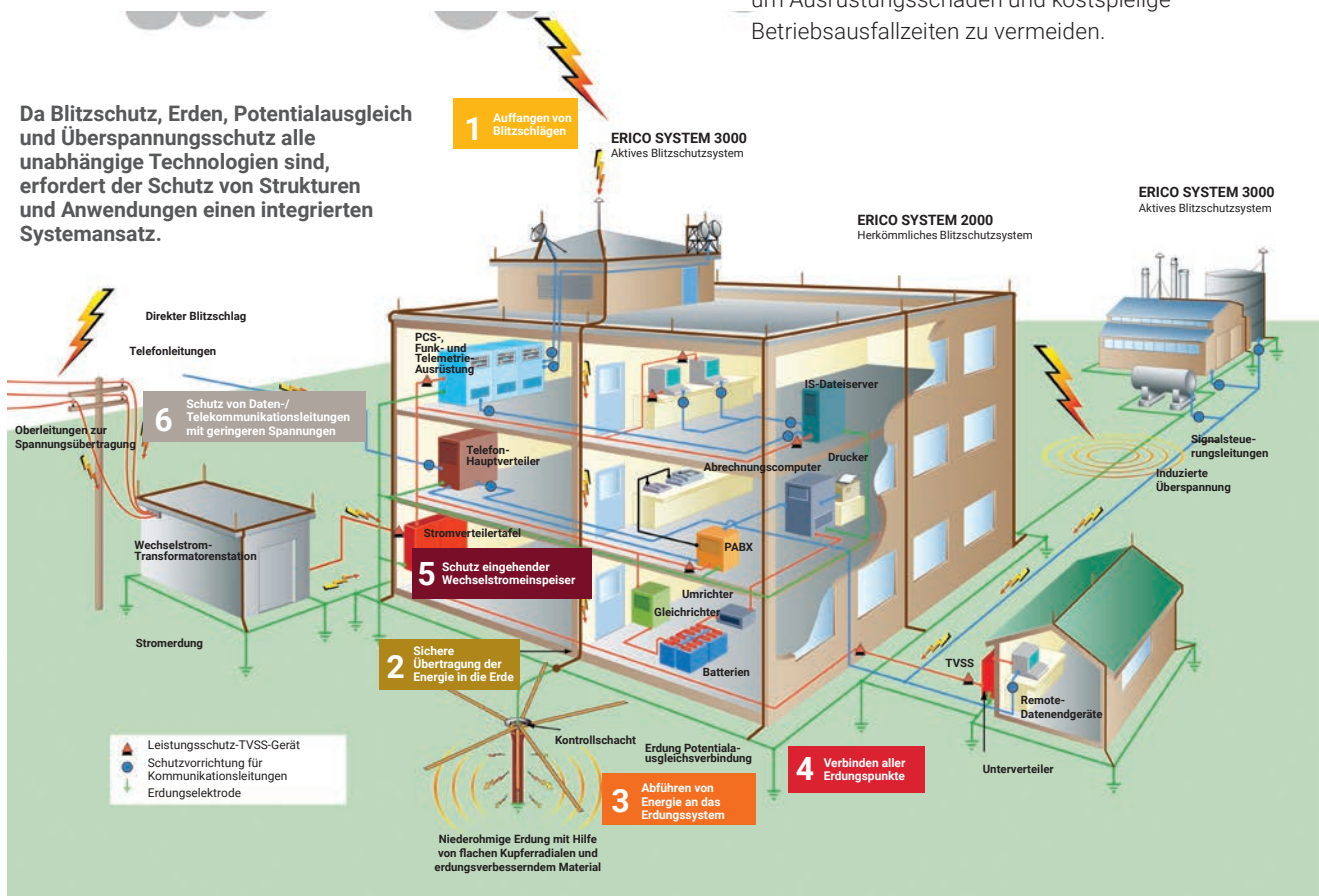 um Ausrüstungsschäden und kostspielige
Betriebsausfallzeiten zu vermeiden.
Da Blitzschutz, Erden, Potentialausgleich
und Überspannungsschutz alle
unabhängige Technologien sind,
erfordert der Schutz von Strukturen
und Anwendungen einen integrierten
Systemansatz.
1 Auffangen von
Blitzschlägen
ERICO SYSTEM 3000
Aktives Blitzschutzsystem
ERICO SYSTEM 2000
Herkömmliches Blitzschutzsystem
ERICO SYSTEM 3000
Aktives Blitzschutzsystem
Direkter Blitzschlag
Telefonleitungen
6 Schutz von Daten-/
Telekommunikationsleitungen
mit geringeren Spannungen
Oberleitungen zur
Spannungsübertragung
PCS-,
Funk- und
Telemetrie-
Ausrüstung
IS-Dateiserver
Telefon-
Hauptverteiler
Abrechnungscomputer
Drucker
Signalsteue-
rungsleitungen
Induzierte
Überspannung
Wechselstrom-
Transformatorenstation
Stromverteilertafel
PABX
5 Schutz eingehender
Wechselstromeinspeiser
Umrichter
Gleichrichter
Batterien
Stromerdung
2 Sichere
Übertragung der
Energie in die Erde
TVSS
Remote-
Datenendgeräte
Unterverteiler
Leistungsschutz-TVSS-Gerät
Schutzvorrichtung für
Kommunikationsleitungen
Erdungselektrode
Kontrollschacht
Erdung Potentiala-
usgleichsverbindung
4 Verbinden aller
Erdungspunkte
3 Abführen von
Energie an das
Erdungssystem
Niederohmige Erdung mit Hilfe
von flachen Kupferradialen und
erdungsverbesserndem Material